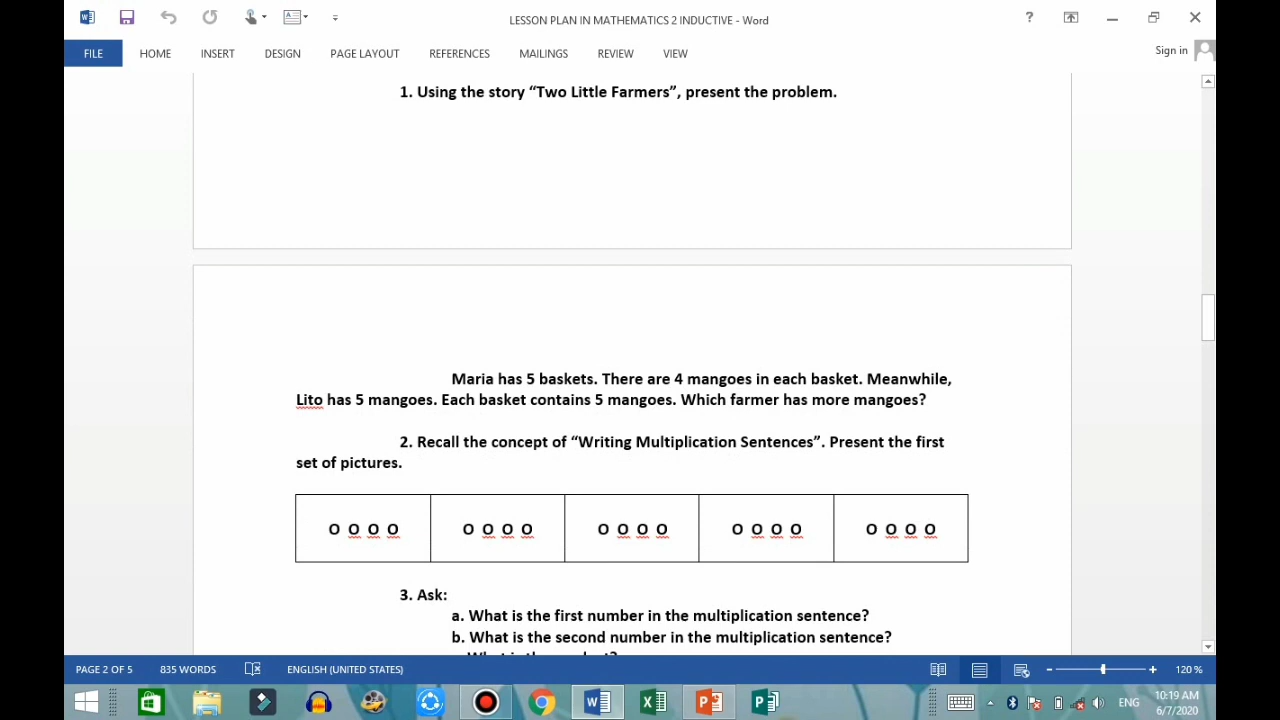 LESSON PLAN IN MATHEMATICS 2 INDUCTIVE - Word
?
FILE HOME INSERT DESIGN PAGE LAYOUT REFERENCES MAILINGS REVIEW VIEW Sign in
1. Using the story “Two Little Farmers”, present the problem.
Maria has 5 baskets. There are 4 mangoes in each basket. Meanwhile,
Lito has 5 mangoes. Each basket contains 5 mangoes. Which farmer has more mangoes?
2. Recall the concept of “Writing Multiplication Sentences”. Present the first
set of pictures.
O O O O O O O O O O O O O O O O O O O O
3. Ask:
a. What is the first number in the multiplication sentence?
b. What is the second number in the multiplication sentence?
PAGE 2 OF 5 835 WORDS ENGLISH (UNITED STATES) 120 %
ENG 10:19 AM
6/7/2020